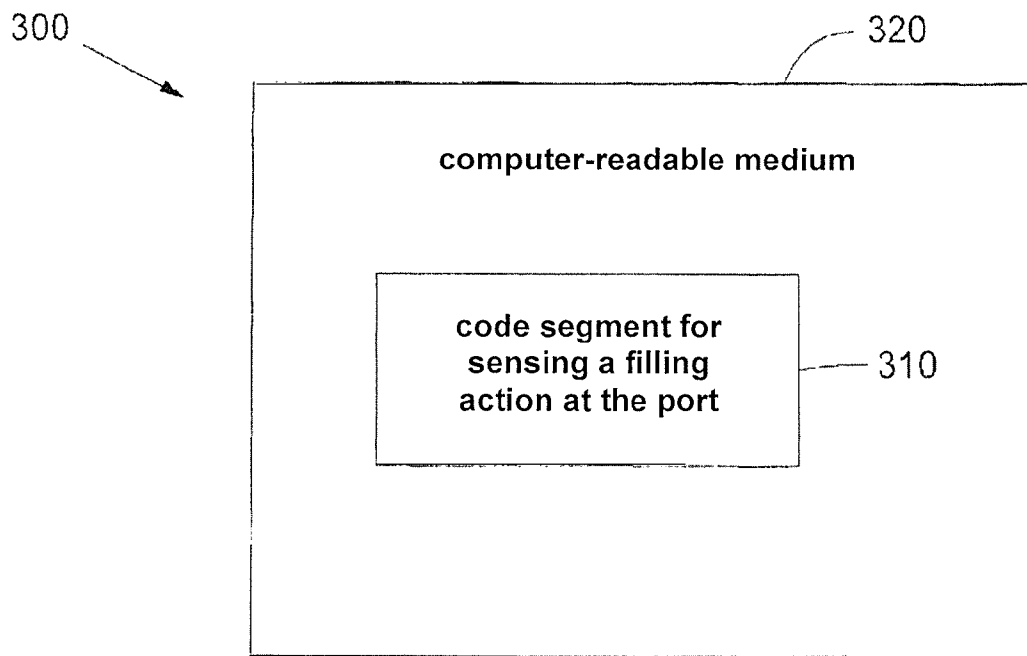 300
320
computer-readable medium
code segment for
sensing a filling
action at the port
310